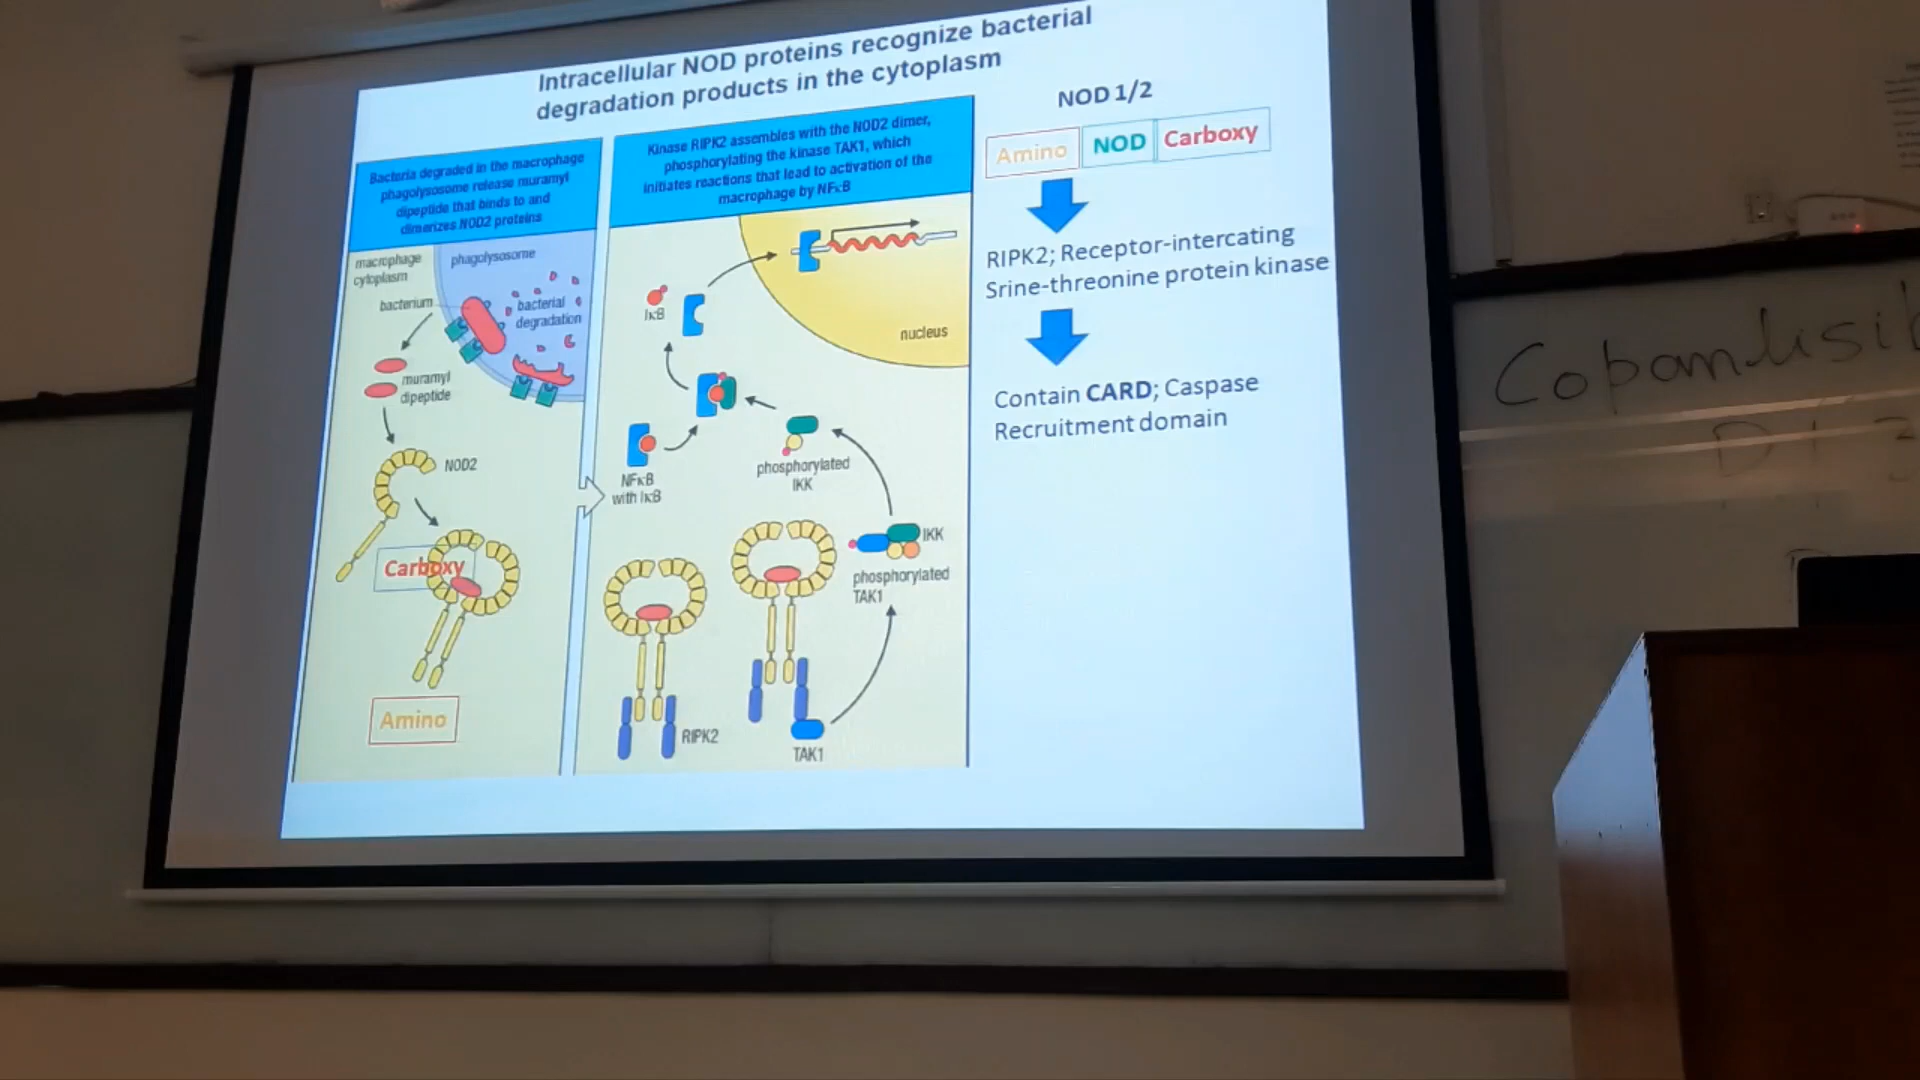 Intracellular NOD proteins recognize bacterial
degradation products in the cytoplasm
Bacteria degraded in the macrophage
phagolysosome release muramyl
dipeptide that binds to and
dimerizes NOD2 proteins
macrophage
cytoplasm
phagolysosome
bacterium
bacterial
degradation
muramyl
dipeptide
NOD2
Carboxy
Amino
Kinase RIPK2 assembles with the NOD2 dimer,
phosphorylating the kinase TAK1, which
initiates reactions that lead to activation of the
macrophage by NFκB
IκB
nucleus
NFκB
with IκB
phosphorylated
IKK
IKK
phosphorylated
TAK1
RIPK2
TAK1
NOD 1/2
Amino NOD Carboxy
RIPK2; Receptor-intercating
Srine-threonine protein kinase
Contain CARD; Caspase
Recruitment domain